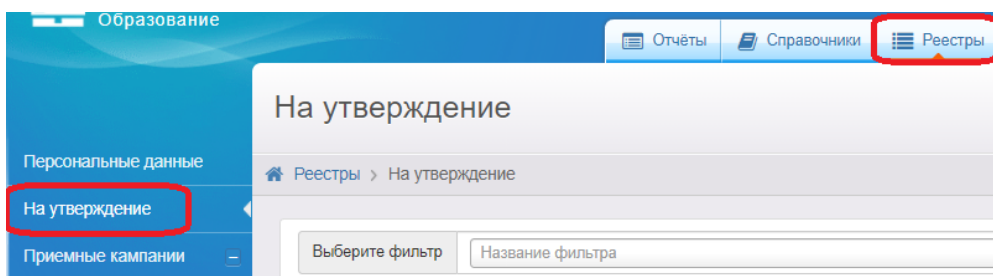 Образование
Отчёты Справочники Реестры
На утверждение
Персональные данные
Реестры > На утверждение
На утверждение
Выберите фильтр Название фильтра
Приемные кампании